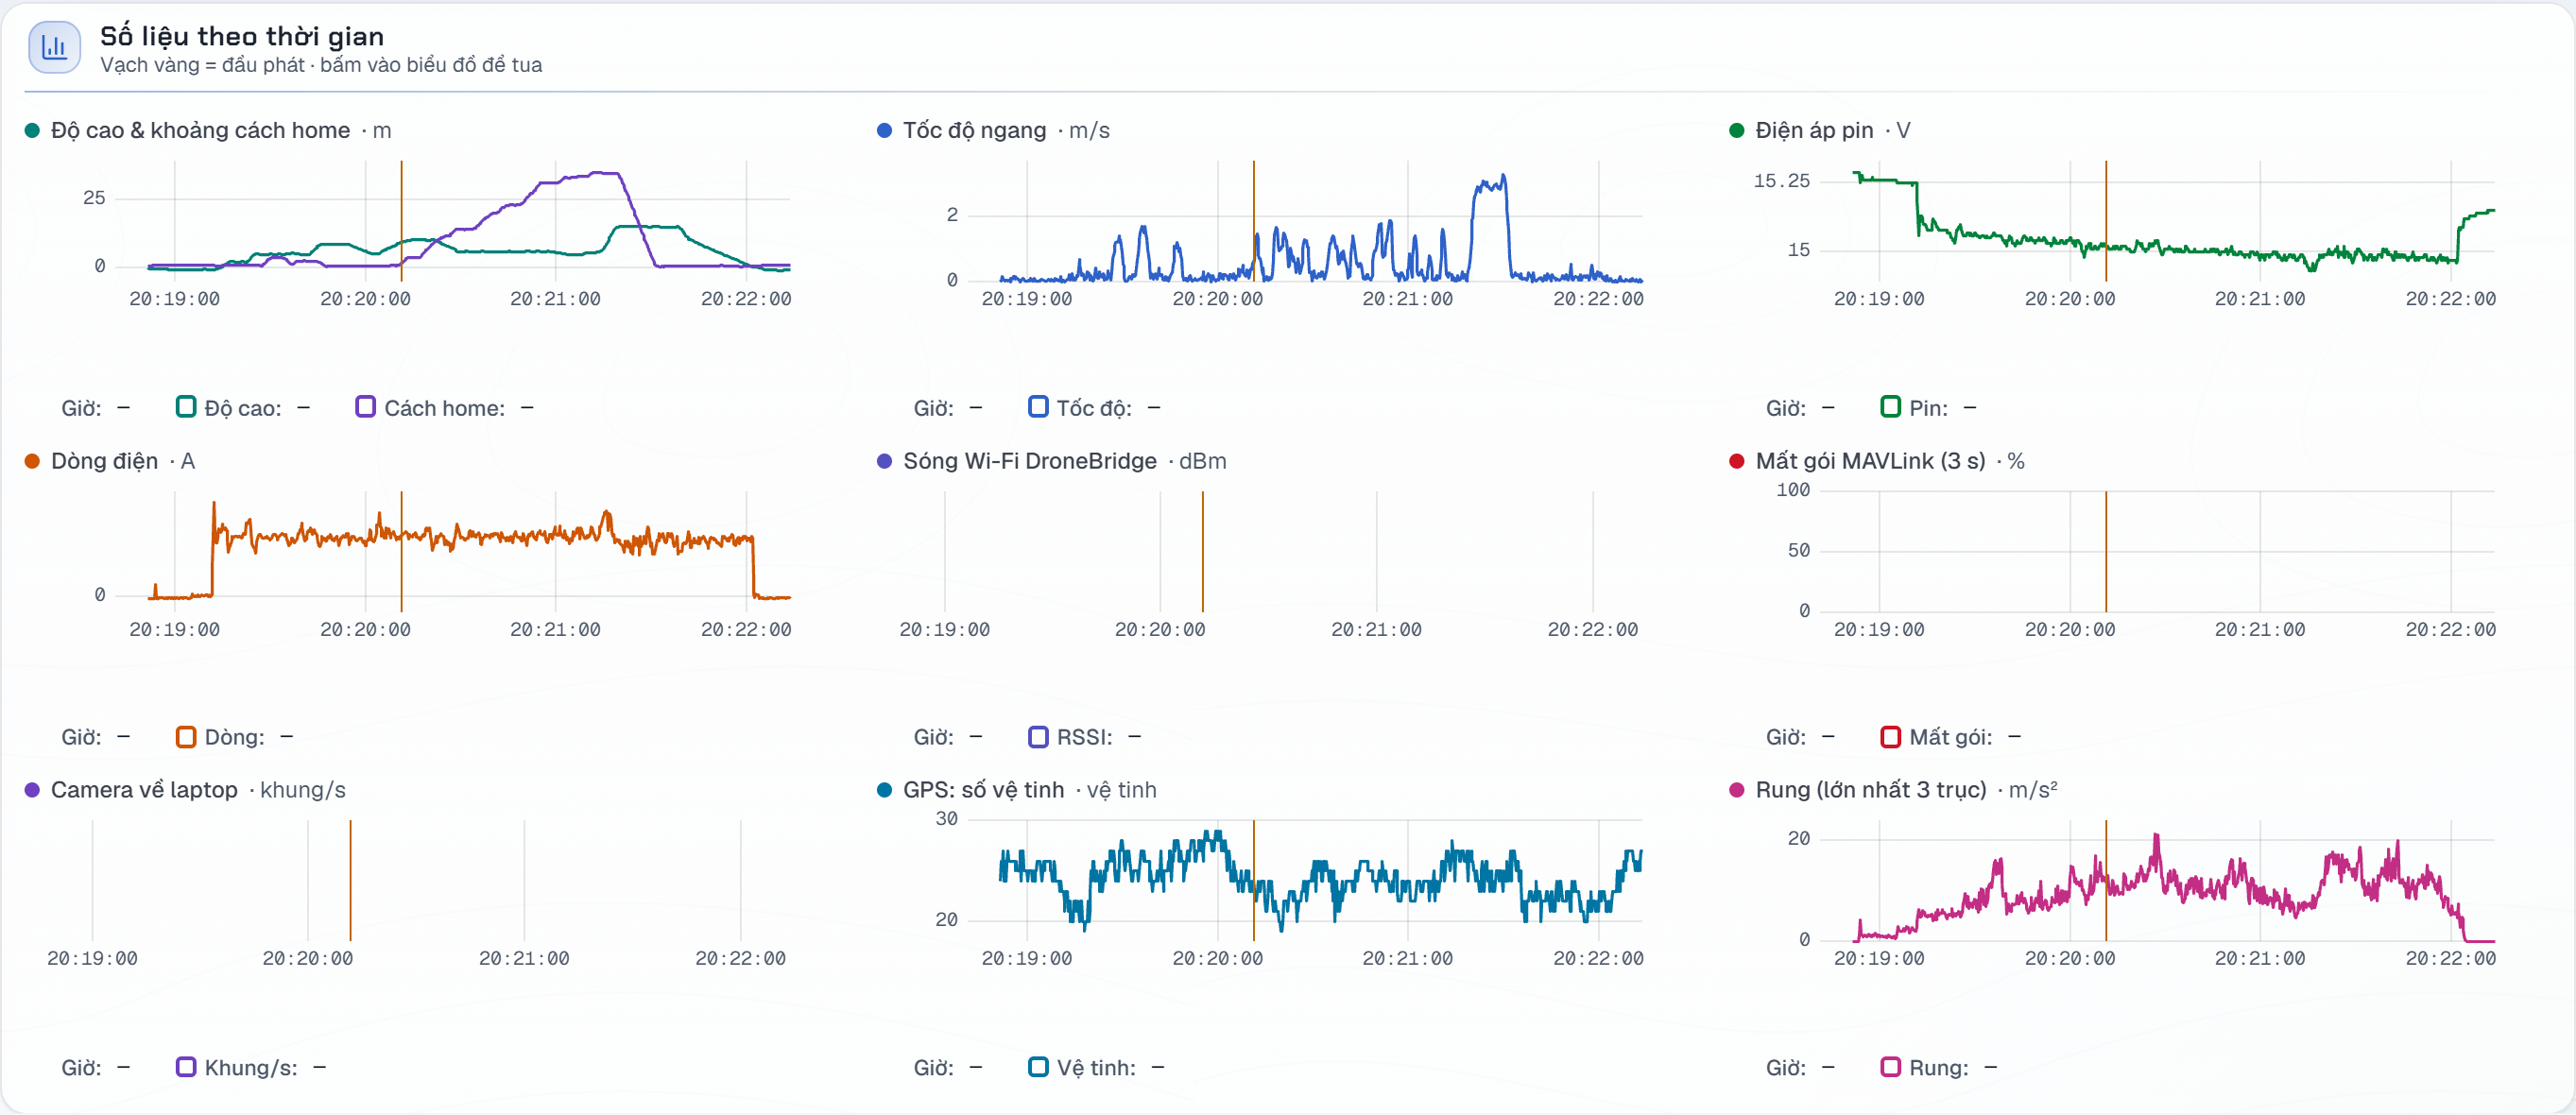 Số liệu theo thời gian
Vạch vàng = đầu phát · bấm vào biểu đồ để tua
Độ cao & khoảng cách home · m
25
0
20:19:00 20:20:00 20:21:00 20:22:00
Giờ: – Độ cao: – Cách home: –
Tốc độ ngang · m/s
2
0
20:19:00 20:20:00 20:21:00 20:22:00
Giờ: – Tốc độ: –
Điện áp pin · V
15.25
15
20:19:00 20:20:00 20:21:00 20:22:00
Giờ: – Pin: –
Dòng điện · A
0
20:19:00 20:20:00 20:21:00 20:22:00
Giờ: – Dòng: –
Sóng Wi-Fi DroneBridge · dBm
20:19:00 20:20:00 20:21:00 20:22:00
Giờ: – RSSI: –
Mất gói MAVLink (3 s) · %
100
50
0
20:19:00 20:20:00 20:21:00 20:22:00
Giờ: – Mất gói: –
Camera về laptop · khung/s
20:19:00 20:20:00 20:21:00 20:22:00
Giờ: – Khung/s: –
GPS: số vệ tinh · vệ tinh
30
20
20:19:00 20:20:00 20:21:00 20:22:00
Giờ: – Vệ tinh: –
Rung (lớn nhất 3 trục) · m/s²
20
0
20:19:00 20:20:00 20:21:00 20:22:00
Giờ: – Rung: –